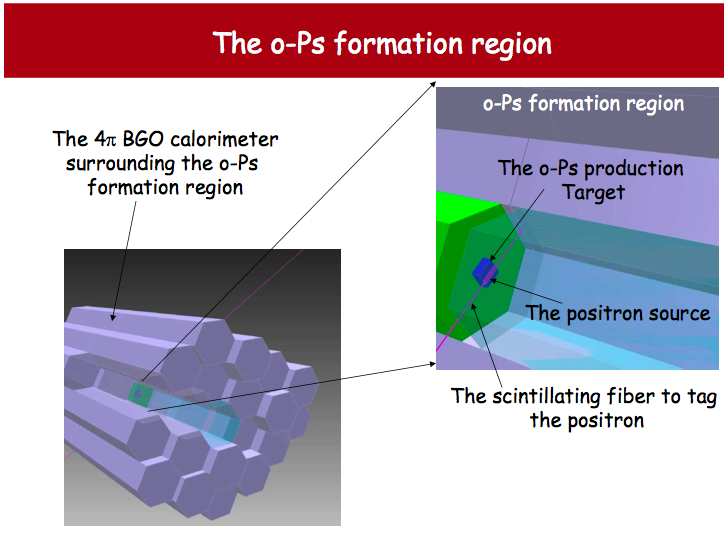 The o-Ps formation region
The 4π BGO calorimeter
surrounding the o-Ps
formation region
o-Ps formation region
The o-Ps production
Target
The positron source
The scintillating fiber to tag
the positron